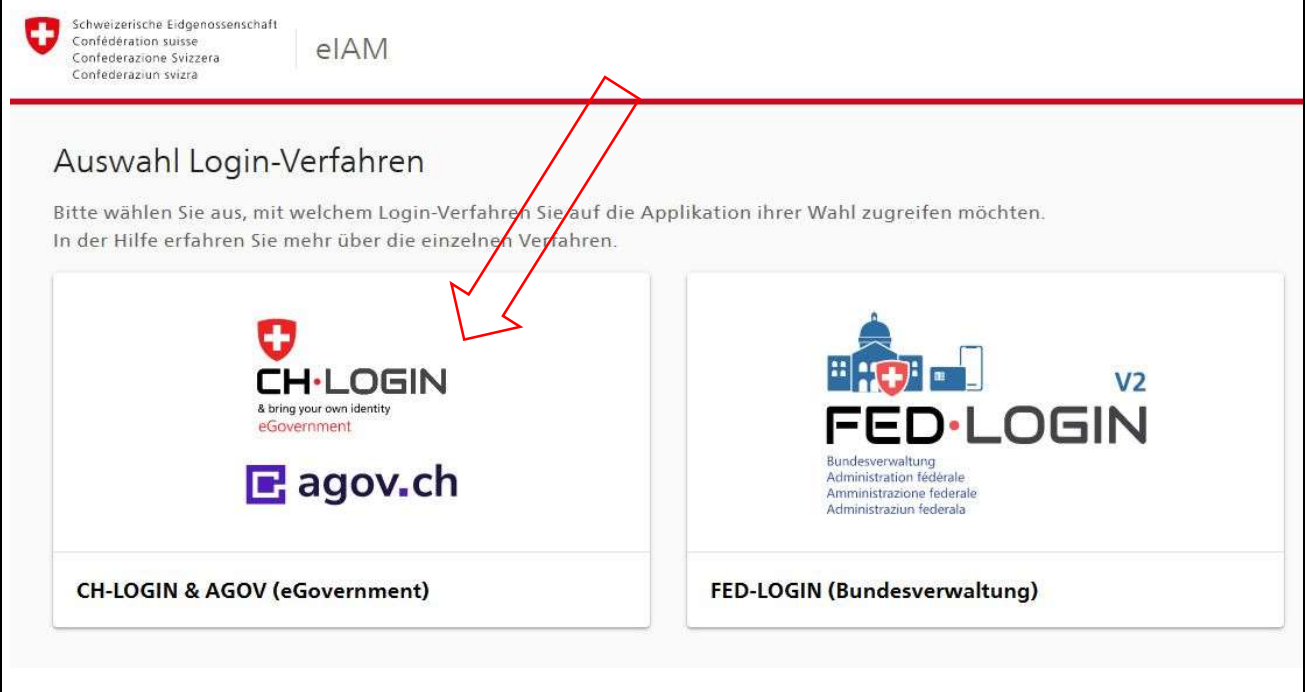 Schweizerische Eidgenossenschaft
Confédération suisse
Confederazione Svizzera
Confederaziun svizra
eIAM
Auswahl Login-Verfahren
Bitte wählen Sie aus, mit welchem Login-Verfahren Sie auf die Applikation ihrer Wahl zugreifen möchten.
In der Hilfe erfahren Sie mehr über die einzelnen Verfahren.
CH·LOGIN
& bring your own identity
eGovernment
agov.ch
CH-LOGIN & AGOV (eGovernment)
V2
FED·LOGIN
Bundesverwaltung
Administration fédérale
Amministrazione federale
Administraziun federala
FED-LOGIN (Bundesverwaltung)